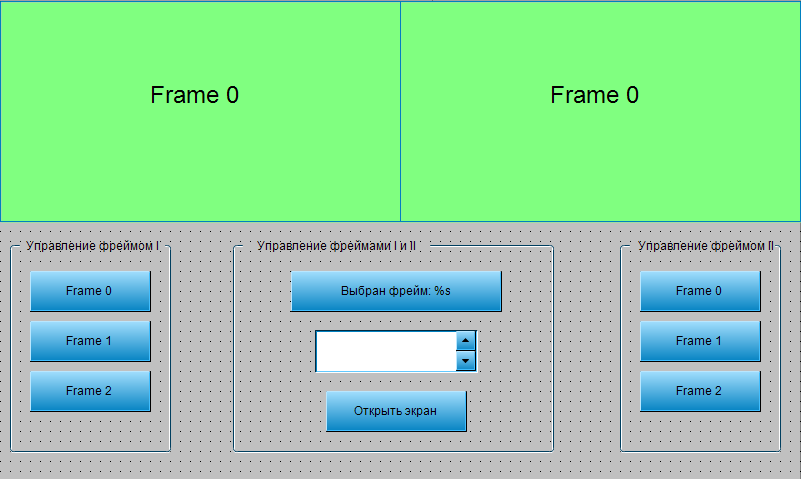 Frame 0
Frame 0
Управление фреймом I
Frame 0
Frame 1
Frame 2
Управление фреймами I и II
Выбран фрейм: %s
Открыть экран
Управление фреймом II
Frame 0
Frame 1
Frame 2